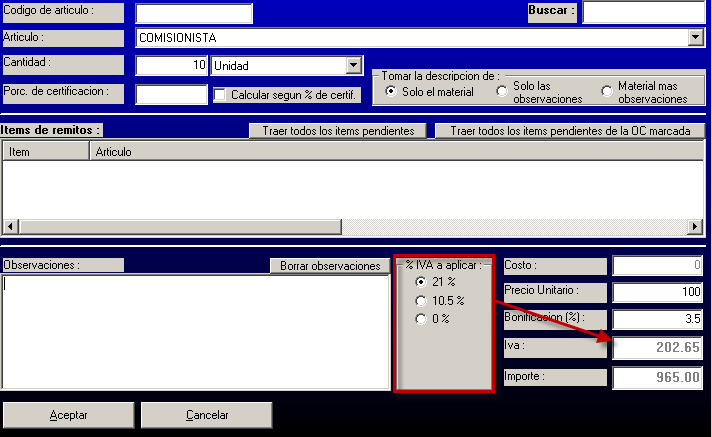 Codigo de articulo :
Buscar :
Articulo :
COMISIONISTA
Cantidad :
10
Unidad
Porc. de certificacion :
Calcular segun % de certif.
Tomar la descripcion de :
Solo el material
Solo las
observaciones
Material mas
observaciones
Items de remitos :
Traer todos los items pendientes
Traer todos los items pendientes de la OC marcada
Item
Articulo
Observaciones :
Borrar observaciones
% IVA a aplicar :
21 %
10.5 %
0 %
Costo :
0
Precio Unitario :
100
Bonificacion (%) :
3.5
Iva :
202.65
Importe :
965.00
Aceptar
Cancelar